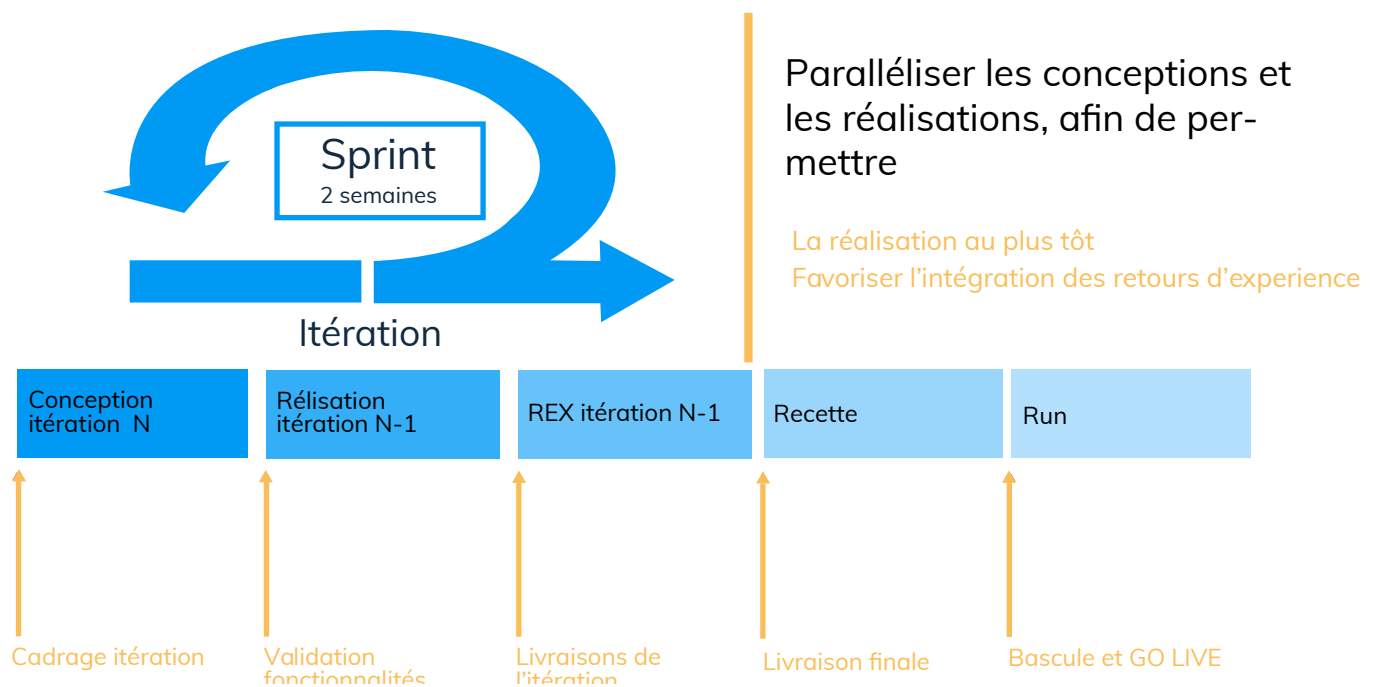 Sprint
2 semaines
Itération
Paralléliser les conceptions et
les réalisations, afin de per-
mettre
La réalisation au plus tôt
Favoriser l'intégration des retours d'experience
Conception
itération N
Rélisation
itération N-1
REX itération N-1
Recette
Run
Cadrage itération
Validation
fonctionnalités
Livraisons de
l'itération
Livraison finale
Bascule et GO LIVE